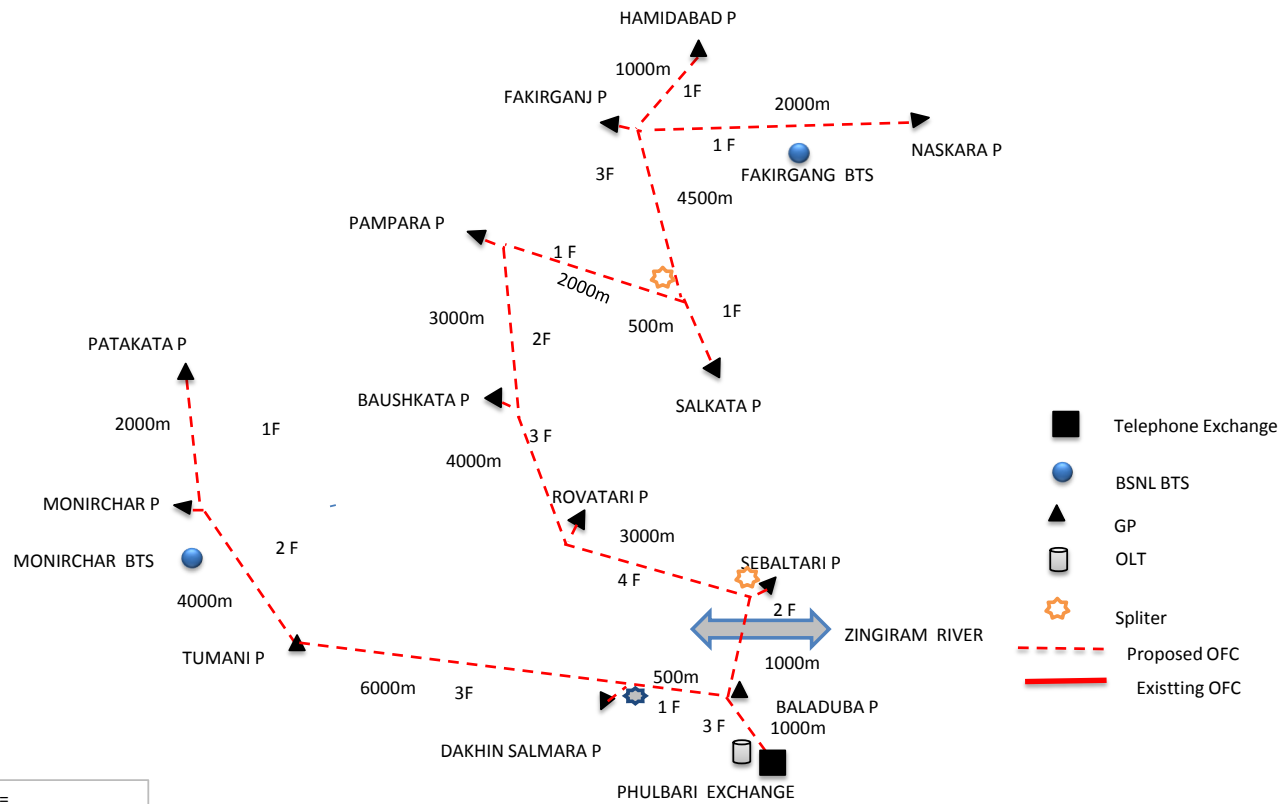 HAMIDABAD P
1000m
1F
FAKIRGANJ P
2000m
1 F
NASKARA P
FAKIRGANG BTS
3F
4500m
PAMPARA P
1 F
2000m
3000m
2F
500m
1F
SALKATA P
PATAKATA P
2000m
1F
BAUSHKATA P
3 F
4000m
MONIRCHAR P
MONIRCHAR BTS
2 F
4000m
ROVATARI P
3000m
4 F
SEBALTARI P
2 F
ZINGIRAM RIVER
1000m
TUMANI P
6000m
3F
500m
1 F
BALADUBA P
3 F
1000m
DAKHIN SALMARA P
PHULBARI EXCHANGE
Telephone Exchange
BSNL BTS
GP
OLT
Spliter
Proposed OFC
Existting OFC
=